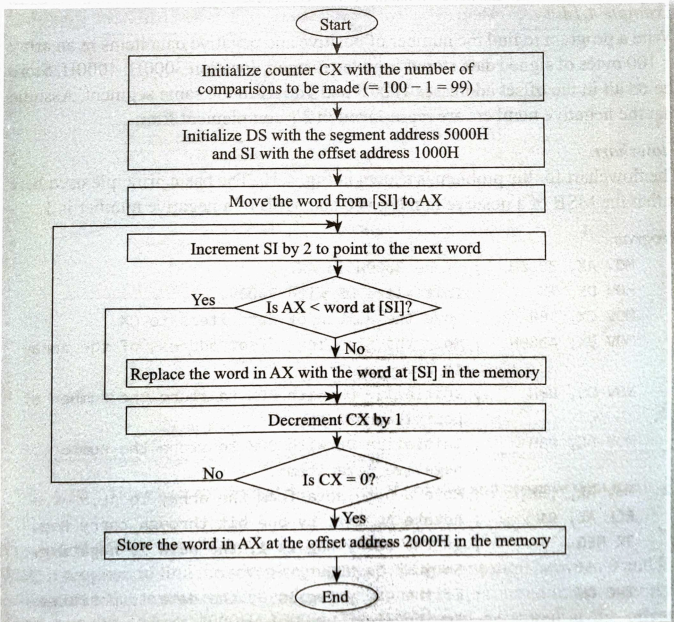 Start
Initialize counter CX with the number of
comparisons to be made (= 100 – 1 = 99)
Initialize DS with the segment address 5000H
and SI with the offset address 1000H
Move the word from [SI] to AX
Increment SI by 2 to point to the next word
Yes
Is AX < word at [SI]?
No
Replace the word in AX with the word at [SI] in the memory
Decrement CX by 1
No
Is CX = 0?
Yes
Store the word in AX at the offset address 2000H in the memory
End